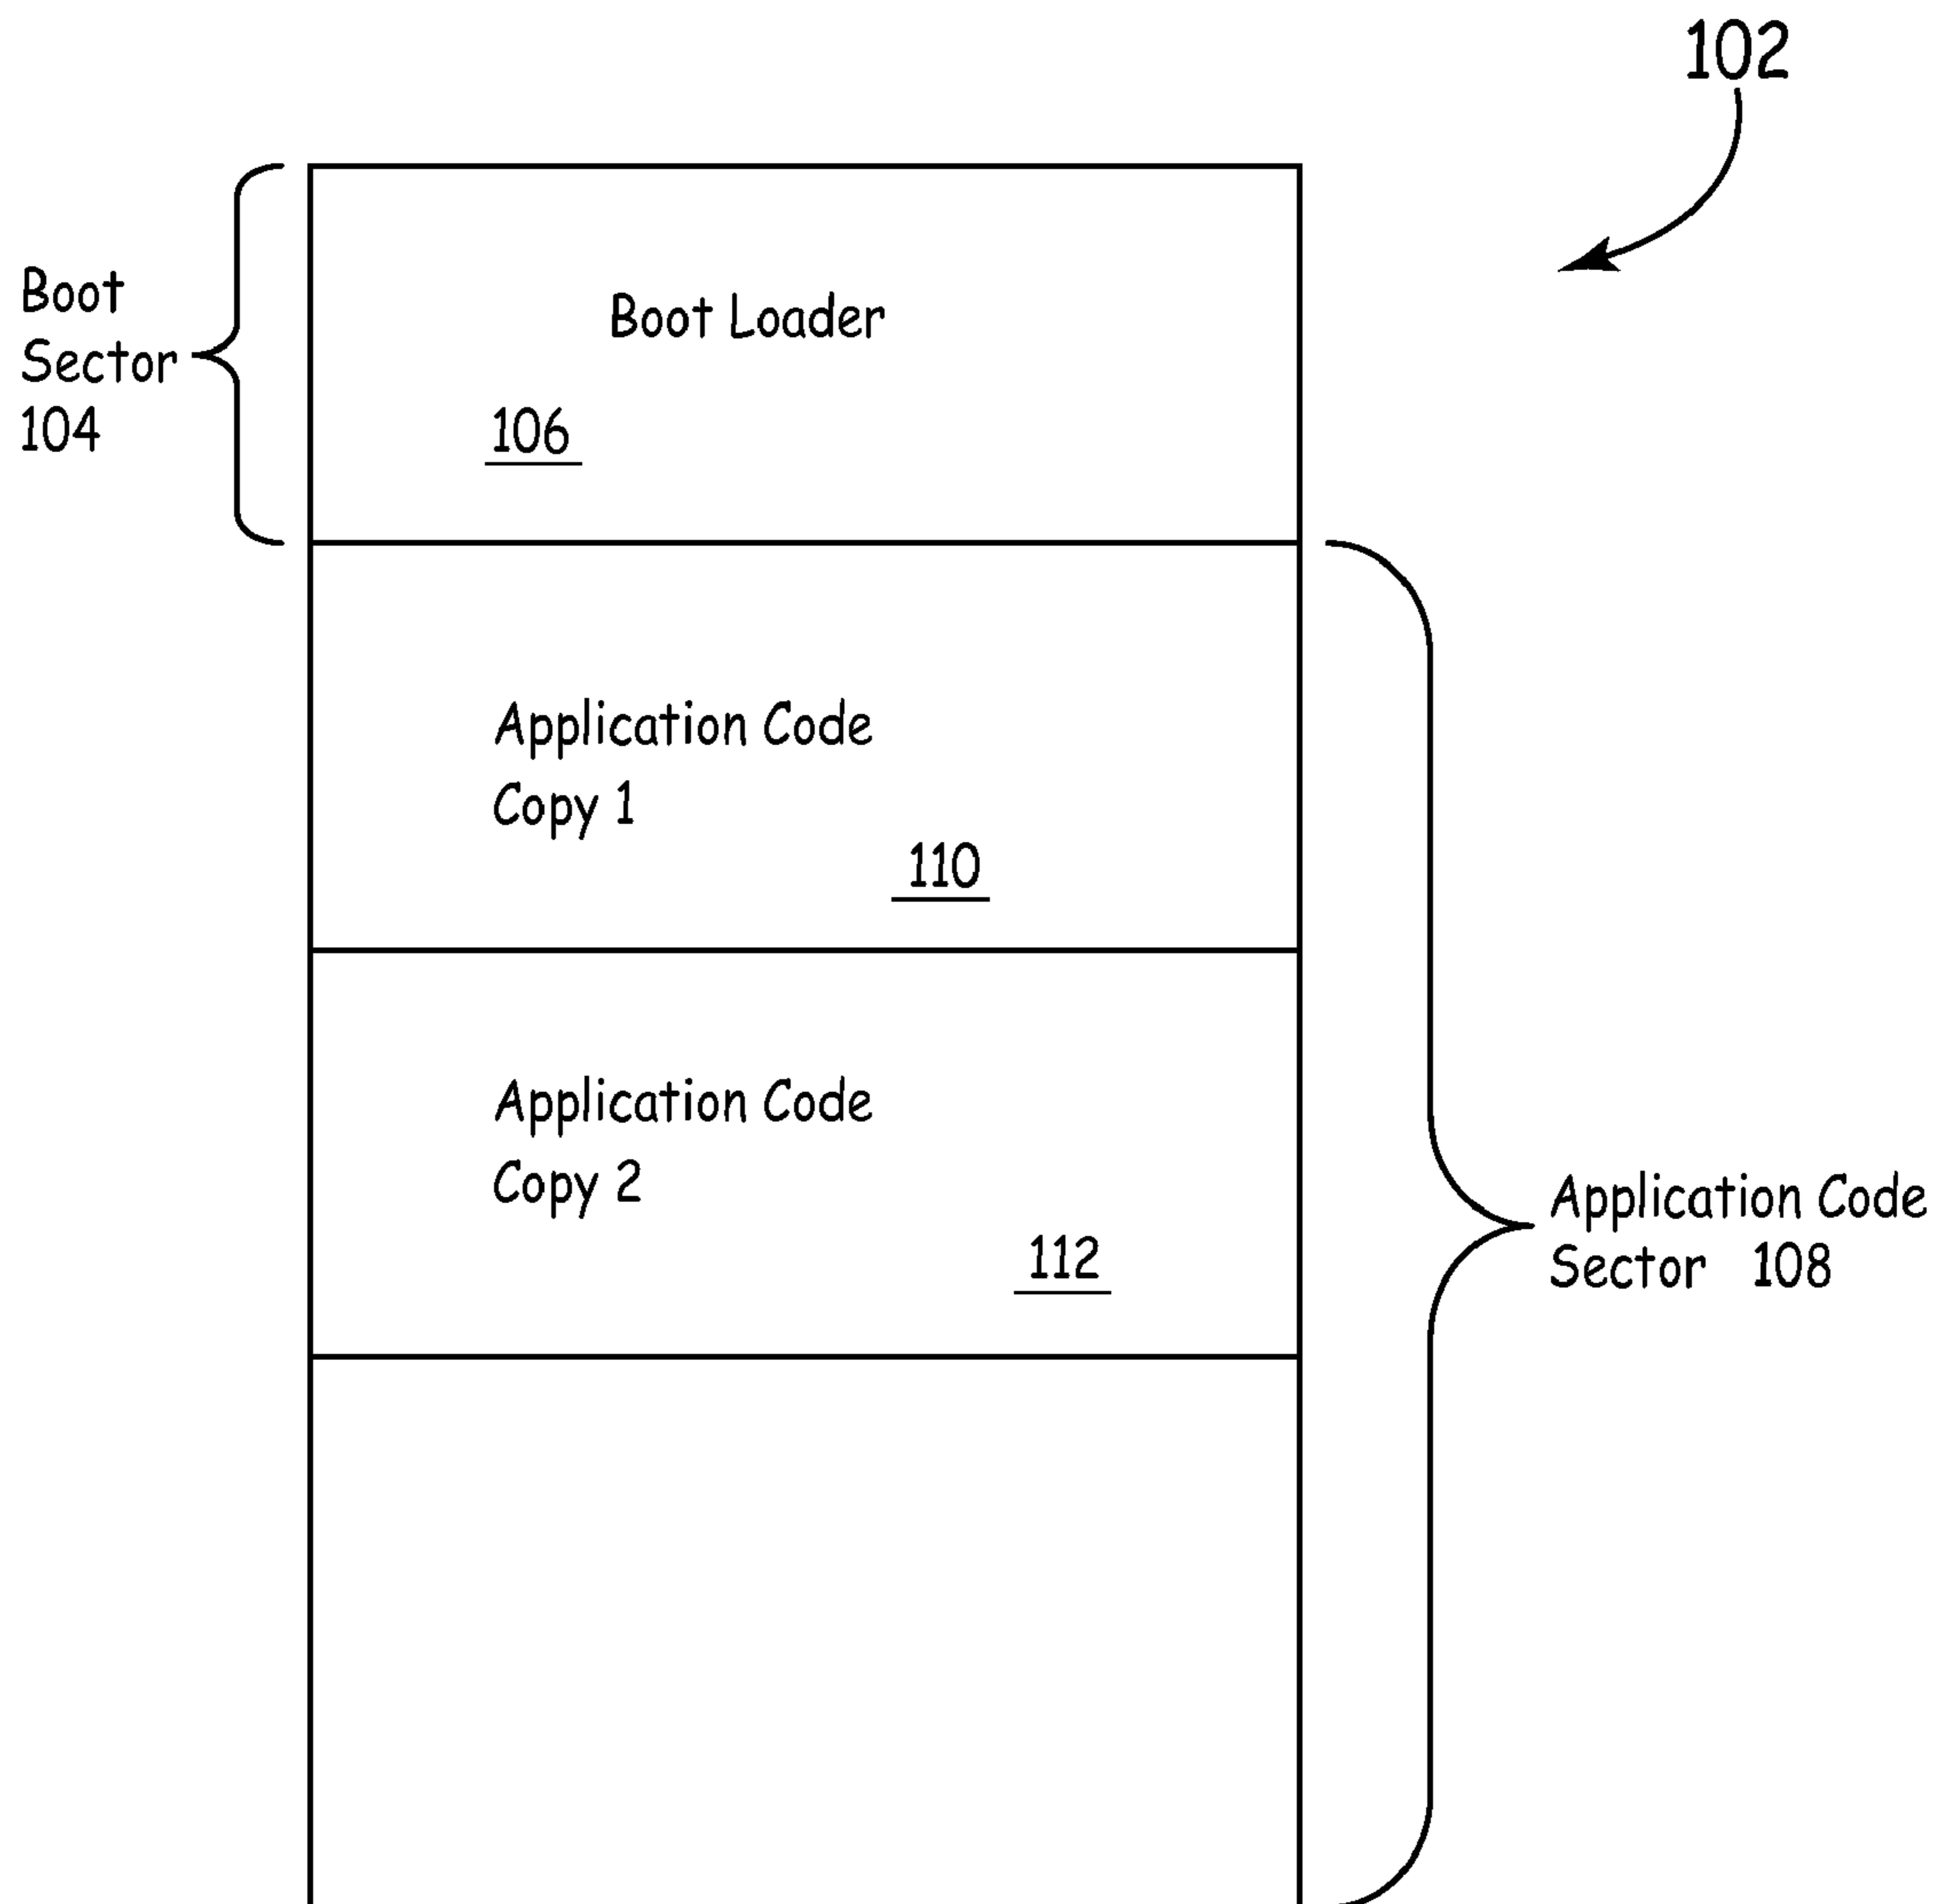 102
Boot
Sector
104
Boot Loader
106
Application Code
Copy 1
110
Application Code
Copy 2
112
Application Code
Sector 108